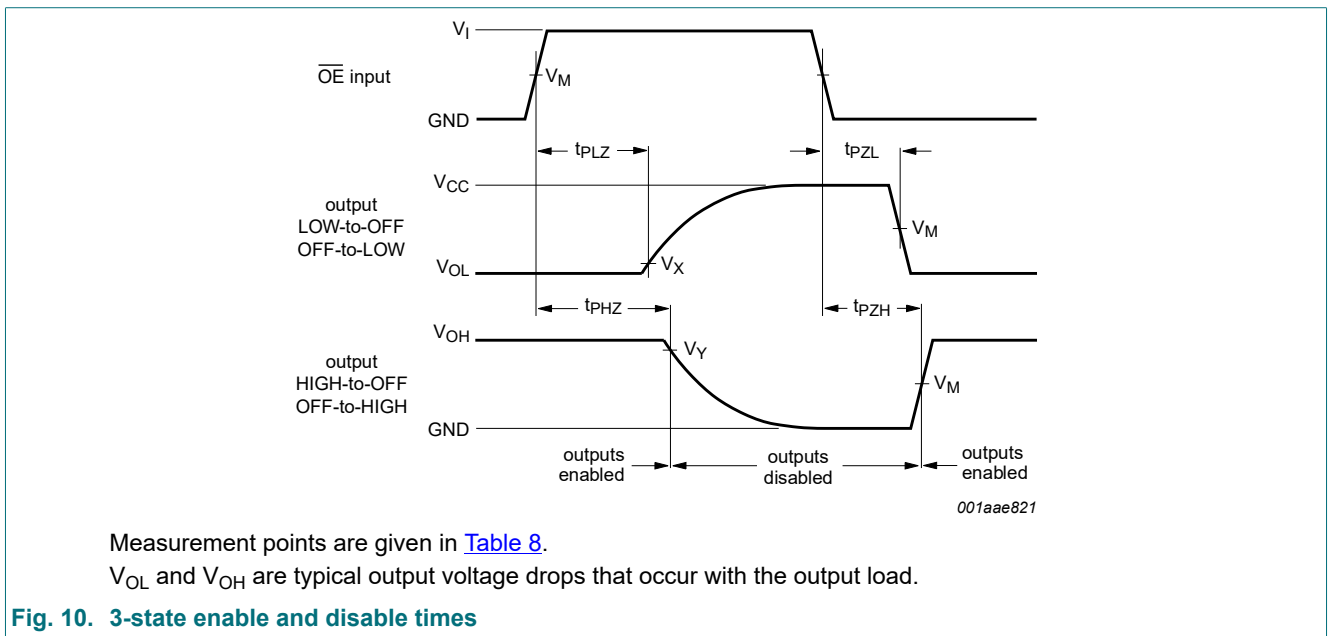 V_I
OE input
V_M
GND
t_PLZ
t_PZL
V_CC
output
LOW-to-OFF
OFF-to-LOW
V_M
V_OL
V_X
t_PHZ
t_PZH
V_OH
V_Y
output
HIGH-to-OFF
OFF-to-HIGH
V_M
GND
outputs
enabled
outputs
disabled
outputs
enabled
001aae821
Measurement points are given in Table 8.
V_OL and V_OH are typical output voltage drops that occur with the output load.
Fig. 10. 3-state enable and disable times